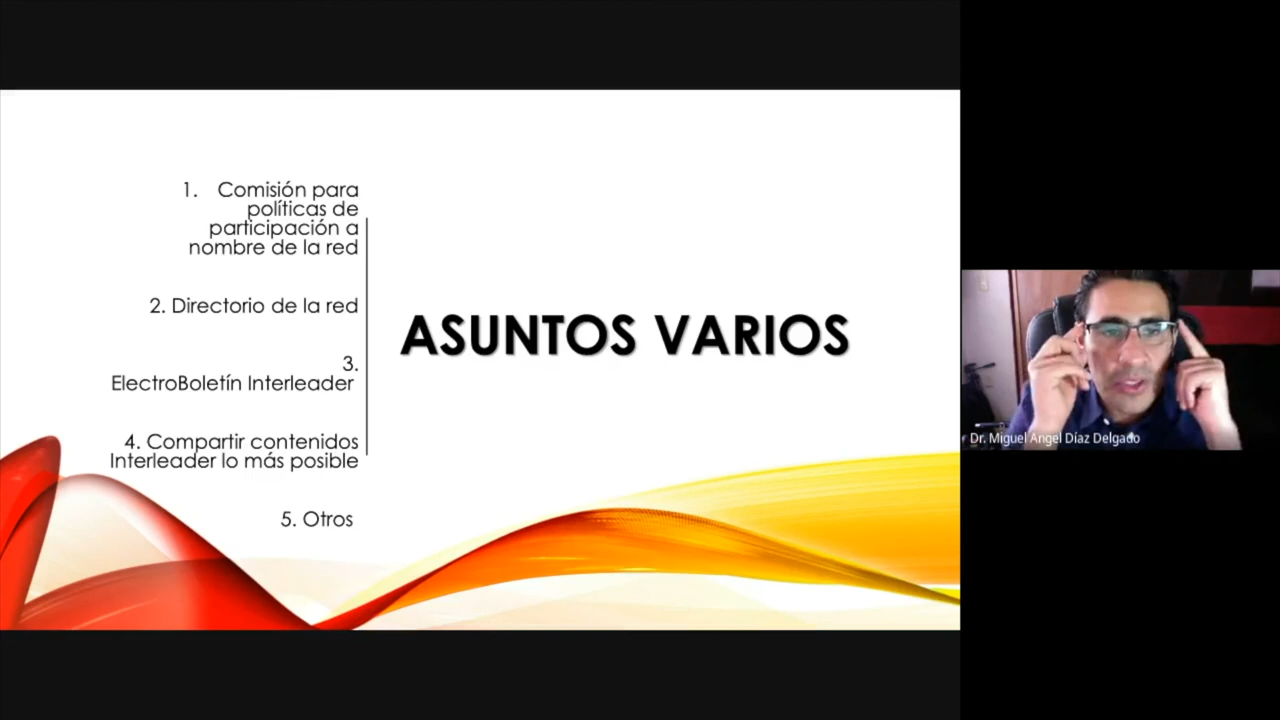 1. Comisión para
políticas de
participación a
nombre de la red
2. Directorio de la red
3.
ElectroBoletín Interleader
4. Compartir contenidos
Interleader lo más posible
5. Otros
ASUNTOS VARIOS
Dr. Miguel Angel Díaz Delgado